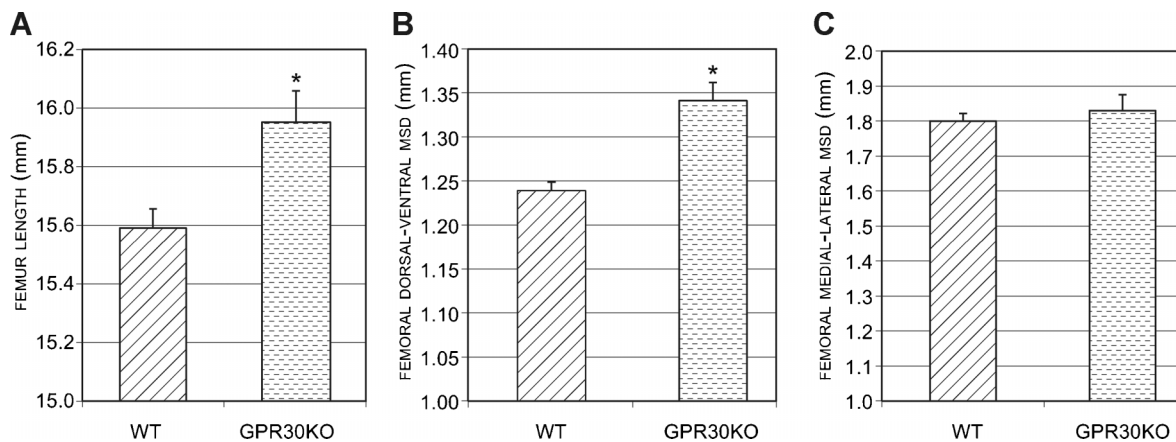 A
FEMUR LENGTH (mm)
16.2
16.0
15.8
15.6
15.4
15.2
15.0
*
WT
GPR30KO
B
FEMORAL DORSAL-VENTRAL MSD (mm)
1.40
1.35
1.30
1.25
1.20
1.15
1.10
1.05
1.00
*
WT
GPR30KO
C
FEMORAL MEDIAL-LATERAL MSD (mm)
2.0
1.9
1.8
1.7
1.6
1.5
1.4
1.3
1.2
1.1
1.0
WT
GPR30KO